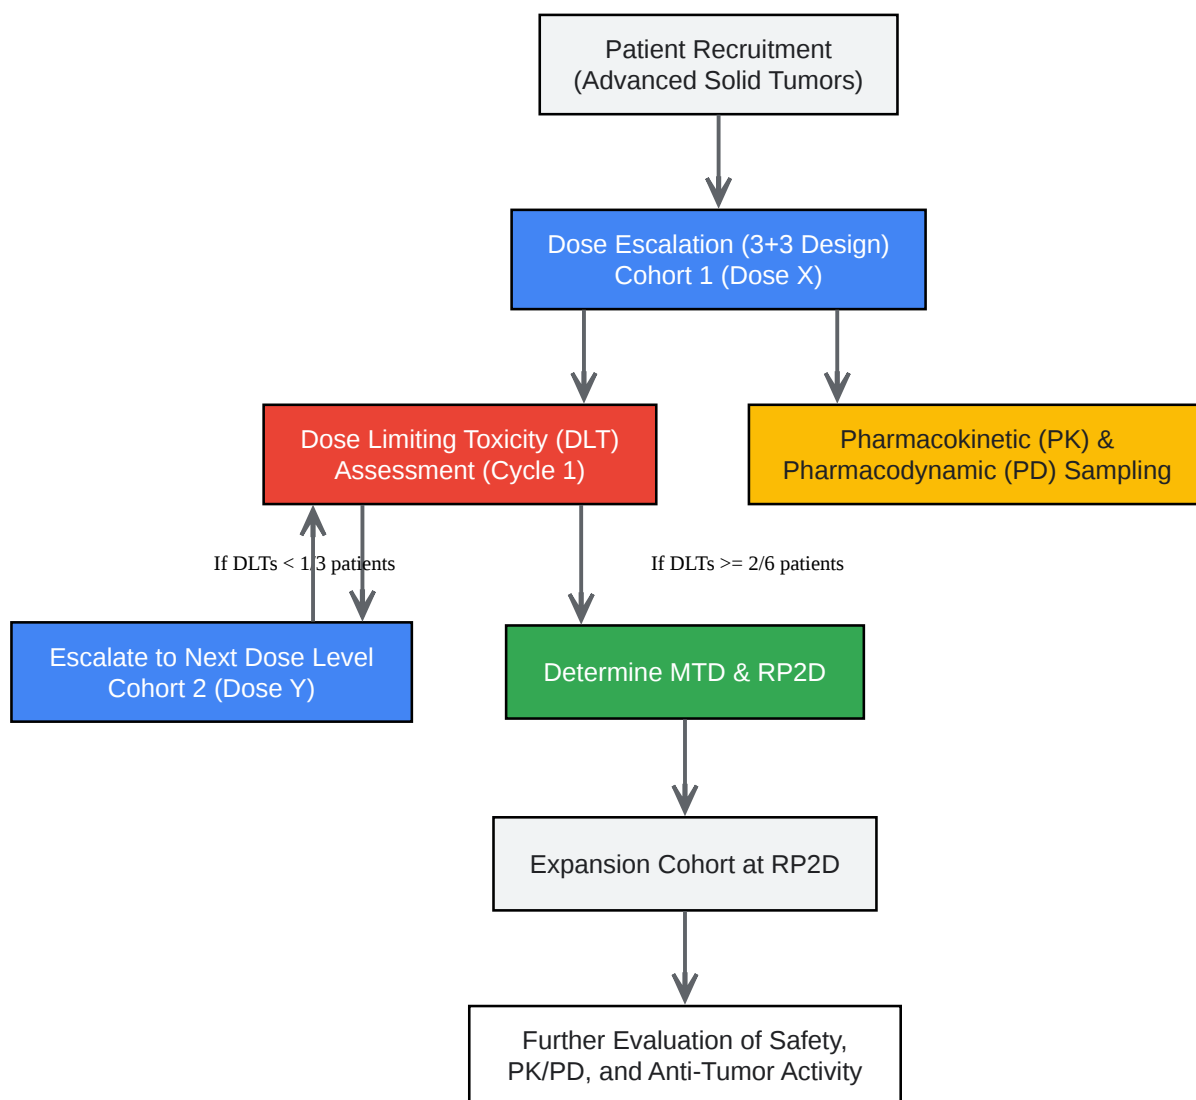 Patient Recruitment
(Advanced Solid Tumors)
Dose Escalation (3+3 Design)
Cohort 1 (Dose X)
Dose Limiting Toxicity (DLT)
Assessment (Cycle 1)
Pharmacokinetic (PK) &
Pharmacodynamic (PD) Sampling
If DLTs < 1/3 patients
If DLTs >= 2/6 patients
Escalate to Next Dose Level
Cohort 2 (Dose Y)
Determine MTD & RP2D
Expansion Cohort at RP2D
Further Evaluation of Safety,
PK/PD, and Anti-Tumor Activity